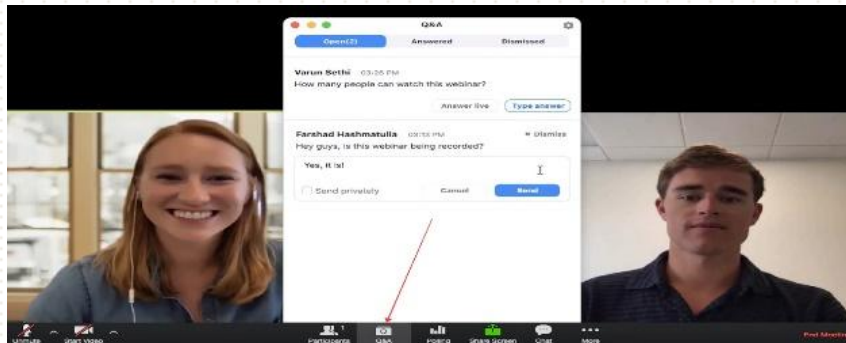 Q&A
Open(2) Answered Dismissed
Varun Sethi 03:25 PM
How many people can watch this webinar?
Answer live Type answer
Farshad Hashmatulla PM Dismiss
Hey guys, is this webinar being recorded?
Yes, it is!
Send privately Cancel Send
1
Unmute Start Video Participants Q&A Polling Share Screen Chat More End Meeting